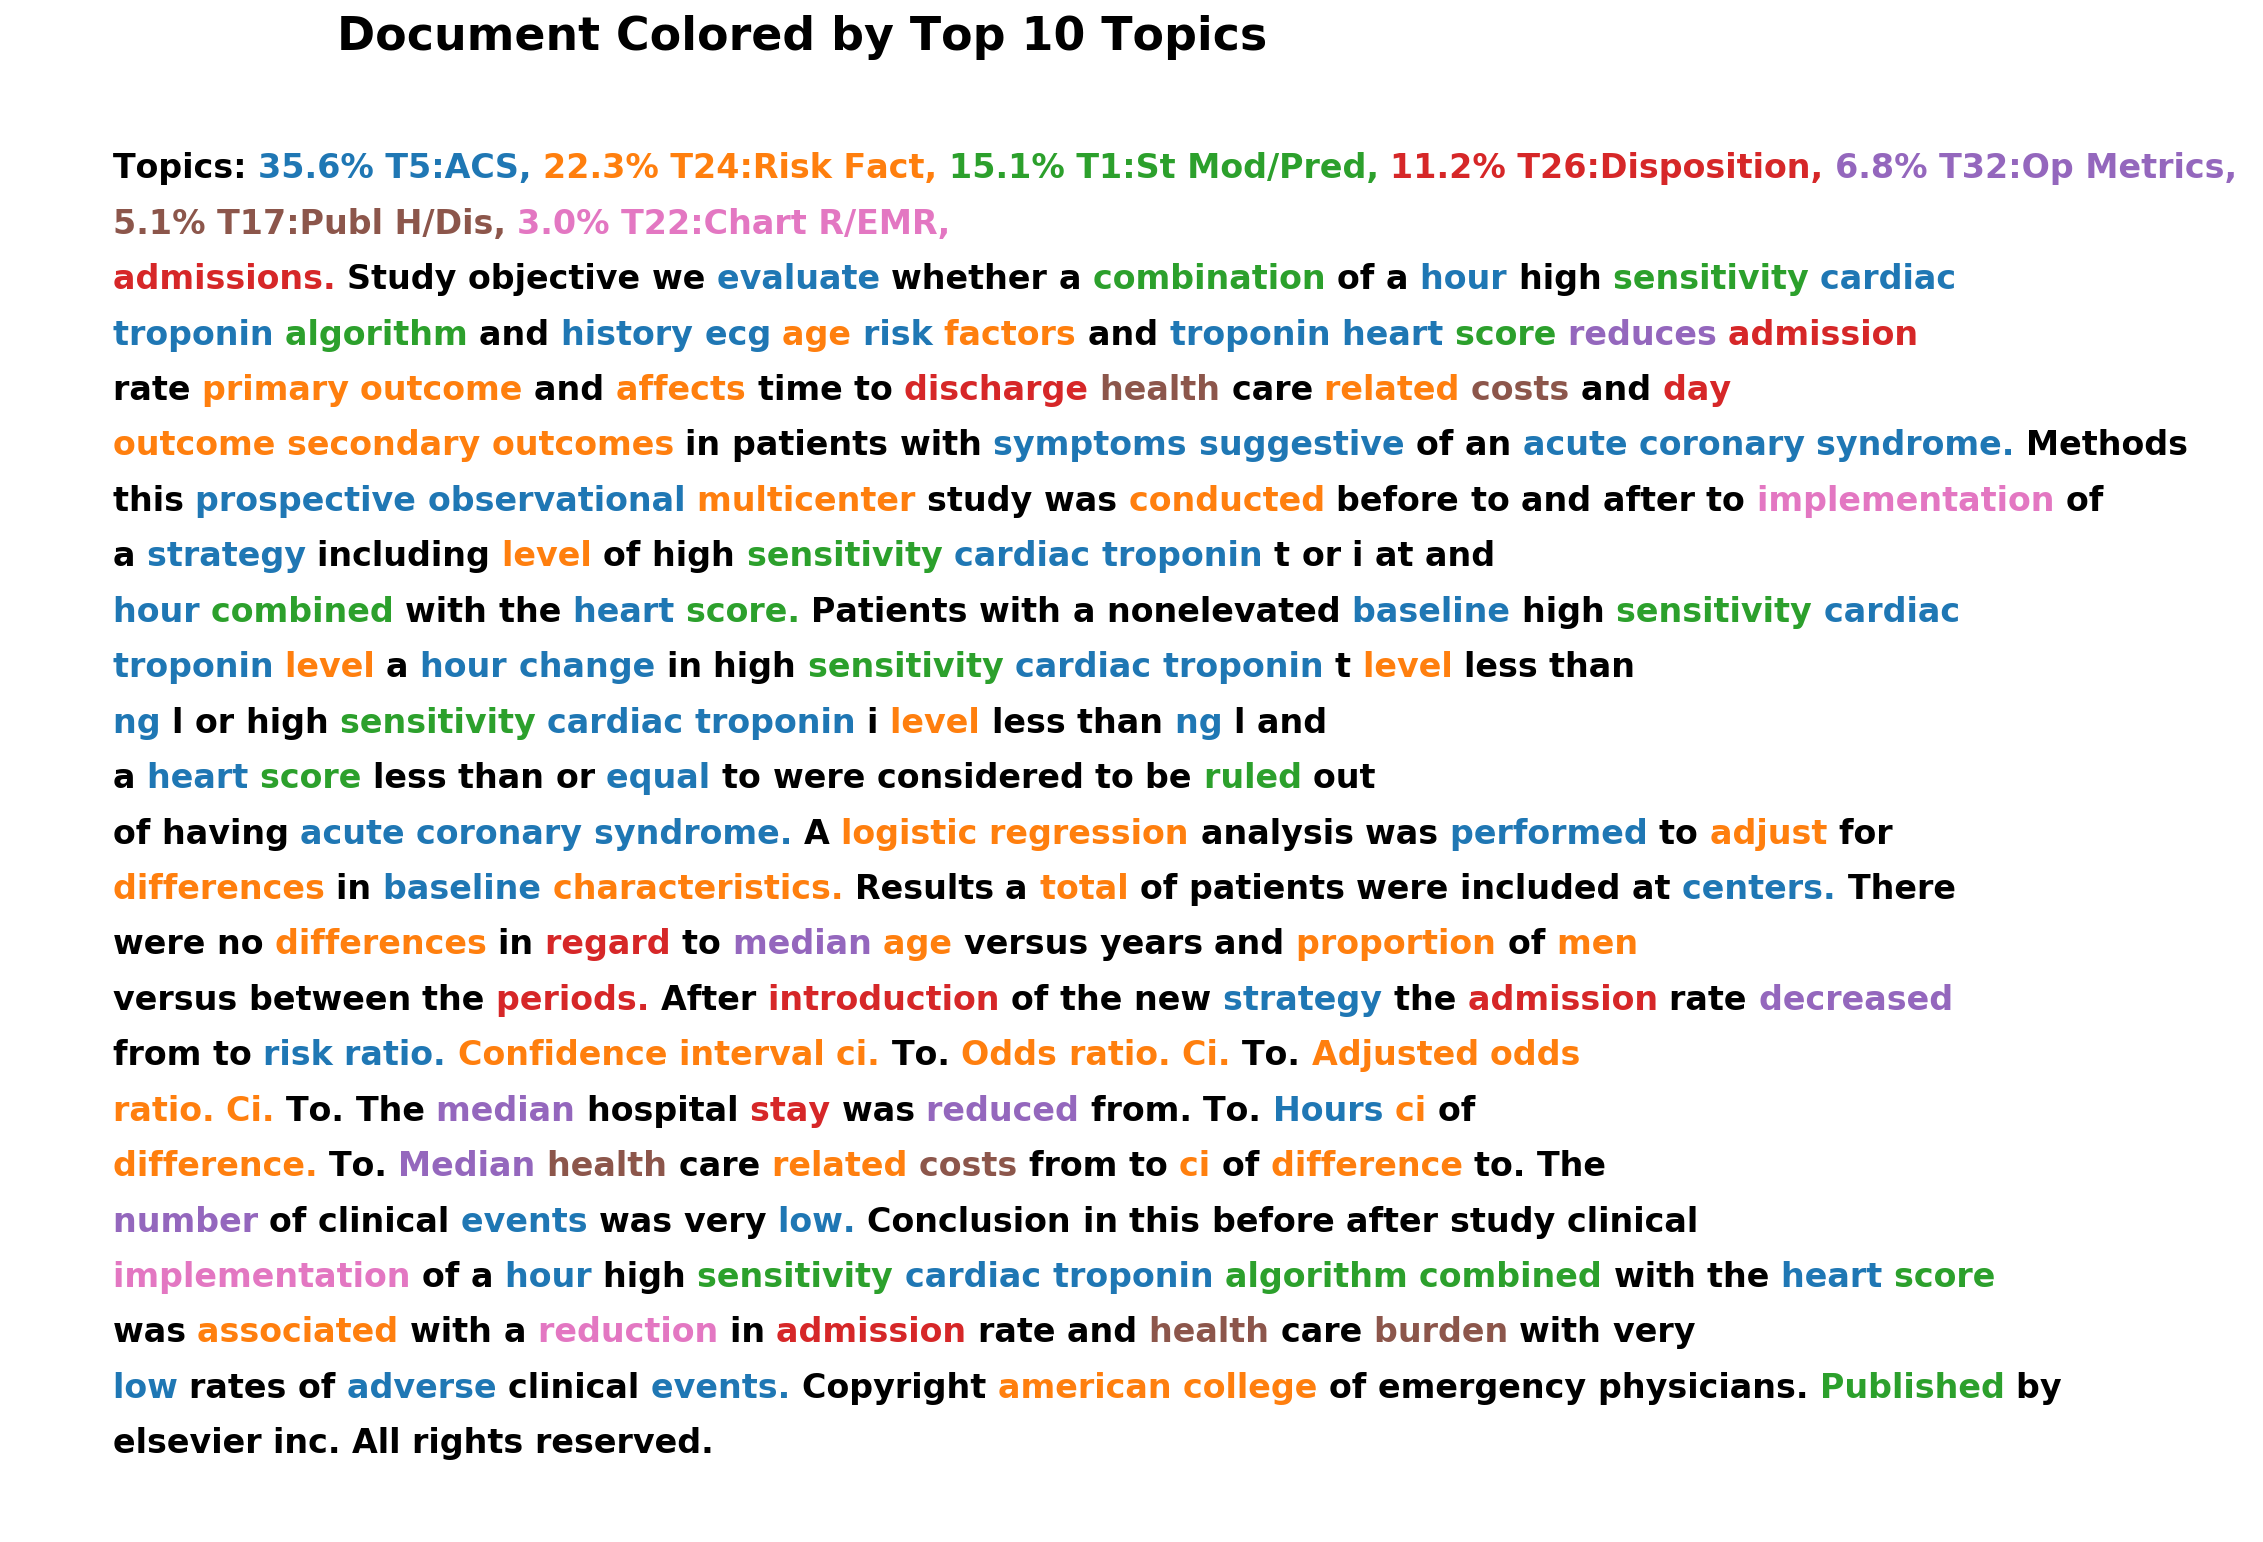 Document Colored by Top 10 Topics
Topics: 35.6% T5:ACS, 22.3% T24:Risk Fact, 15.1% T1:St Mod/Pred, 11.2% T26:Disposition, 6.8% T32:Op Metrics,
5.1% T17:Publ H/Dis, 3.0% T22:Chart R/EMR,
admissions. Study objective we evaluate whether a combination of a hour high sensitivity cardiac
troponin algorithm and history ecg age risk factors and troponin heart score reduces admission
rate primary outcome and affects time to discharge health care related costs and day
outcome secondary outcomes in patients with symptoms suggestive of an acute coronary syndrome. Methods
this prospective observational multicenter study was conducted before to and after to implementation of
a strategy including level of high sensitivity cardiac troponin t or i at and
hour combined with the heart score. Patients with a nonelevated baseline high sensitivity cardiac
troponin level a hour change in high sensitivity cardiac troponin t level less than
ng l or high sensitivity cardiac troponin i level less than ng l and
a heart score less than or equal to were considered to be ruled out
of having acute coronary syndrome. A logistic regression analysis was performed to adjust for
differences in baseline characteristics. Results a total of patients were included at centers. There
were no differences in regard to median age versus years and proportion of men
versus between the periods. After introduction of the new strategy the admission rate decreased
from to risk ratio. Confidence interval ci. To. Odds ratio. Ci. To. Adjusted odds
ratio. Ci. To. The median hospital stay was reduced from. To. Hours ci of
difference. To. Median health care related costs from to ci of difference to. The
number of clinical events was very low. Conclusion in this before after study clinical
implementation of a hour high sensitivity cardiac troponin algorithm combined with the heart score
was associated with a reduction in admission rate and health care burden with very
low rates of adverse clinical events. Copyright american college of emergency physicians. Published by
elsevier inc. All rights reserved.